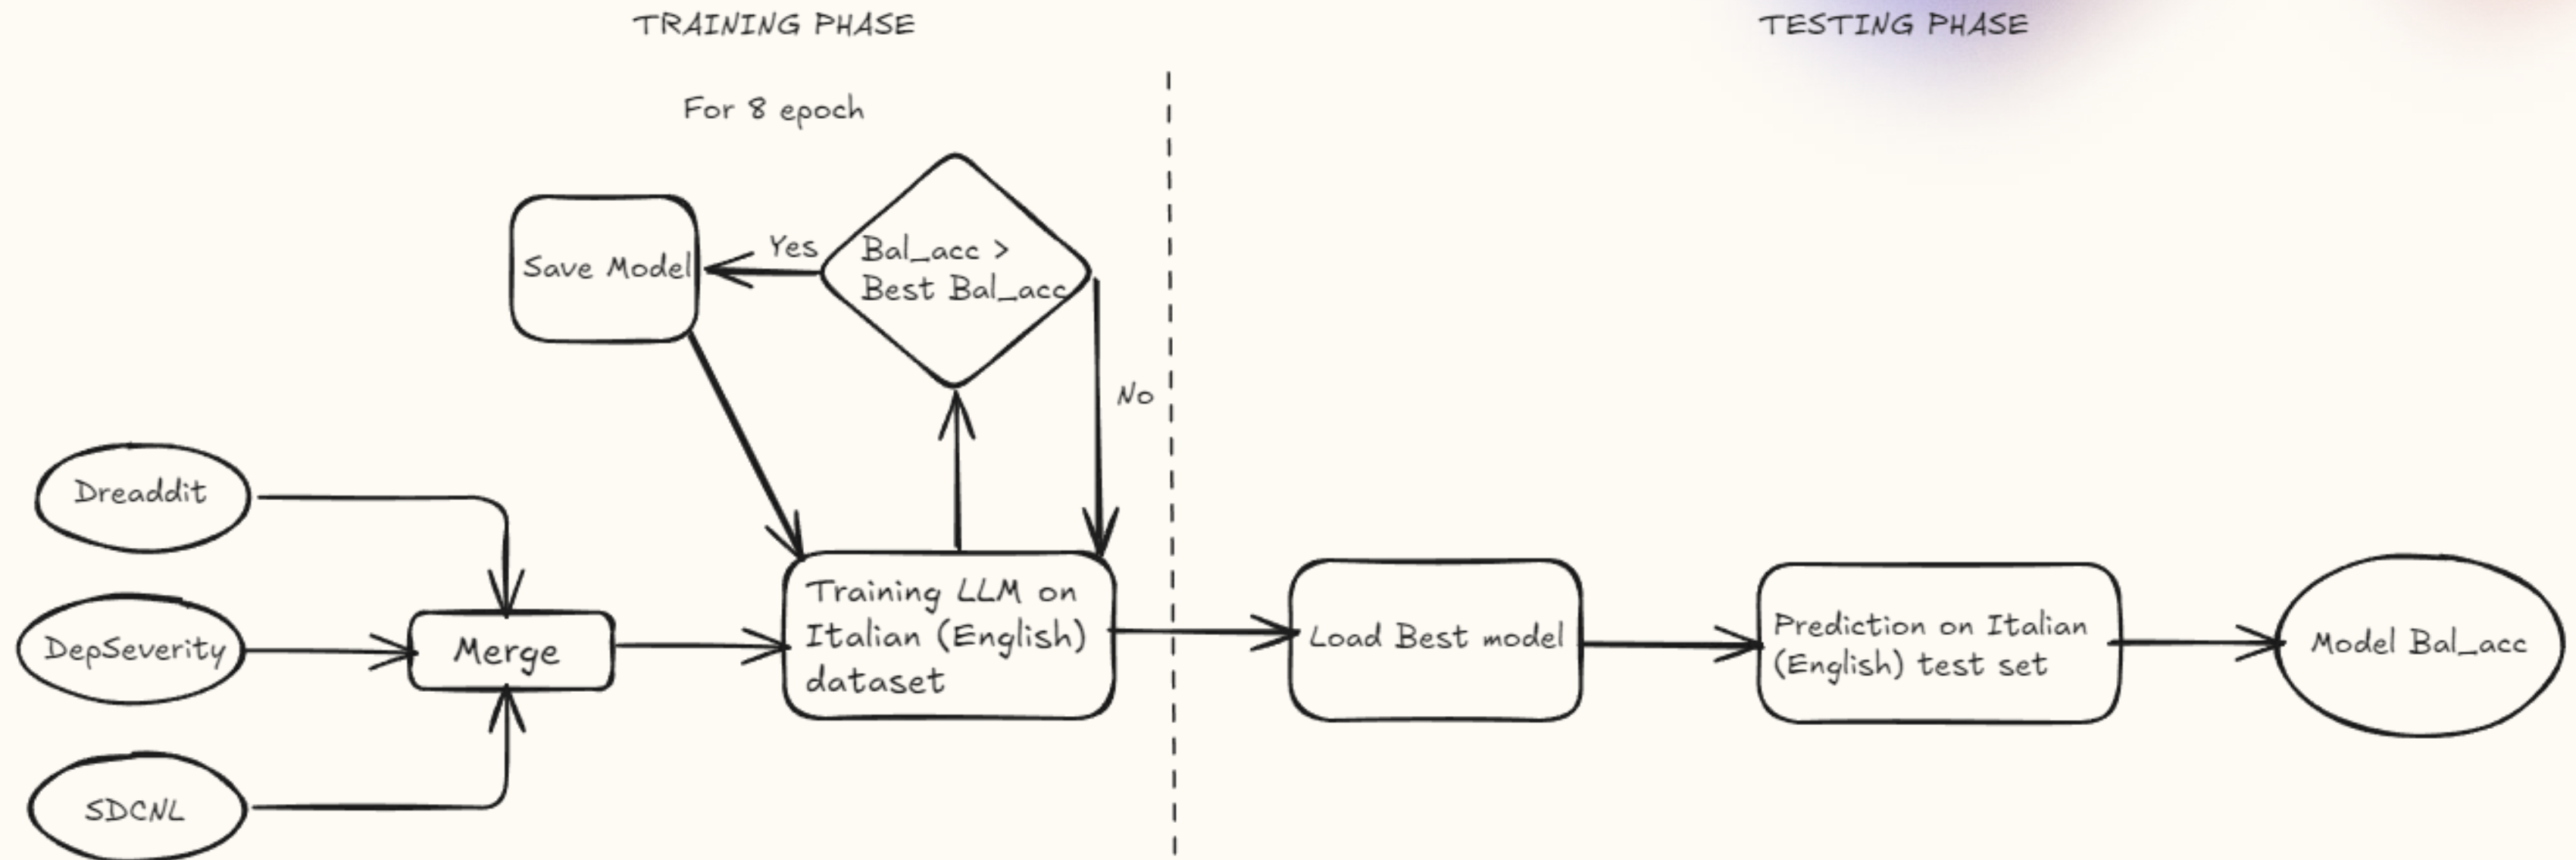 TRAINING PHASE
TESTING PHASE
For 8 epoch
Save Model
Yes
Bal_acc >
Best Bal_acc
No
Dreaddit
DepSeverity
SDCNL
Merge
Training LLM on
Italian (English)
dataset
Load Best model
Prediction on Italian
(English) test set
Model Bal_acc